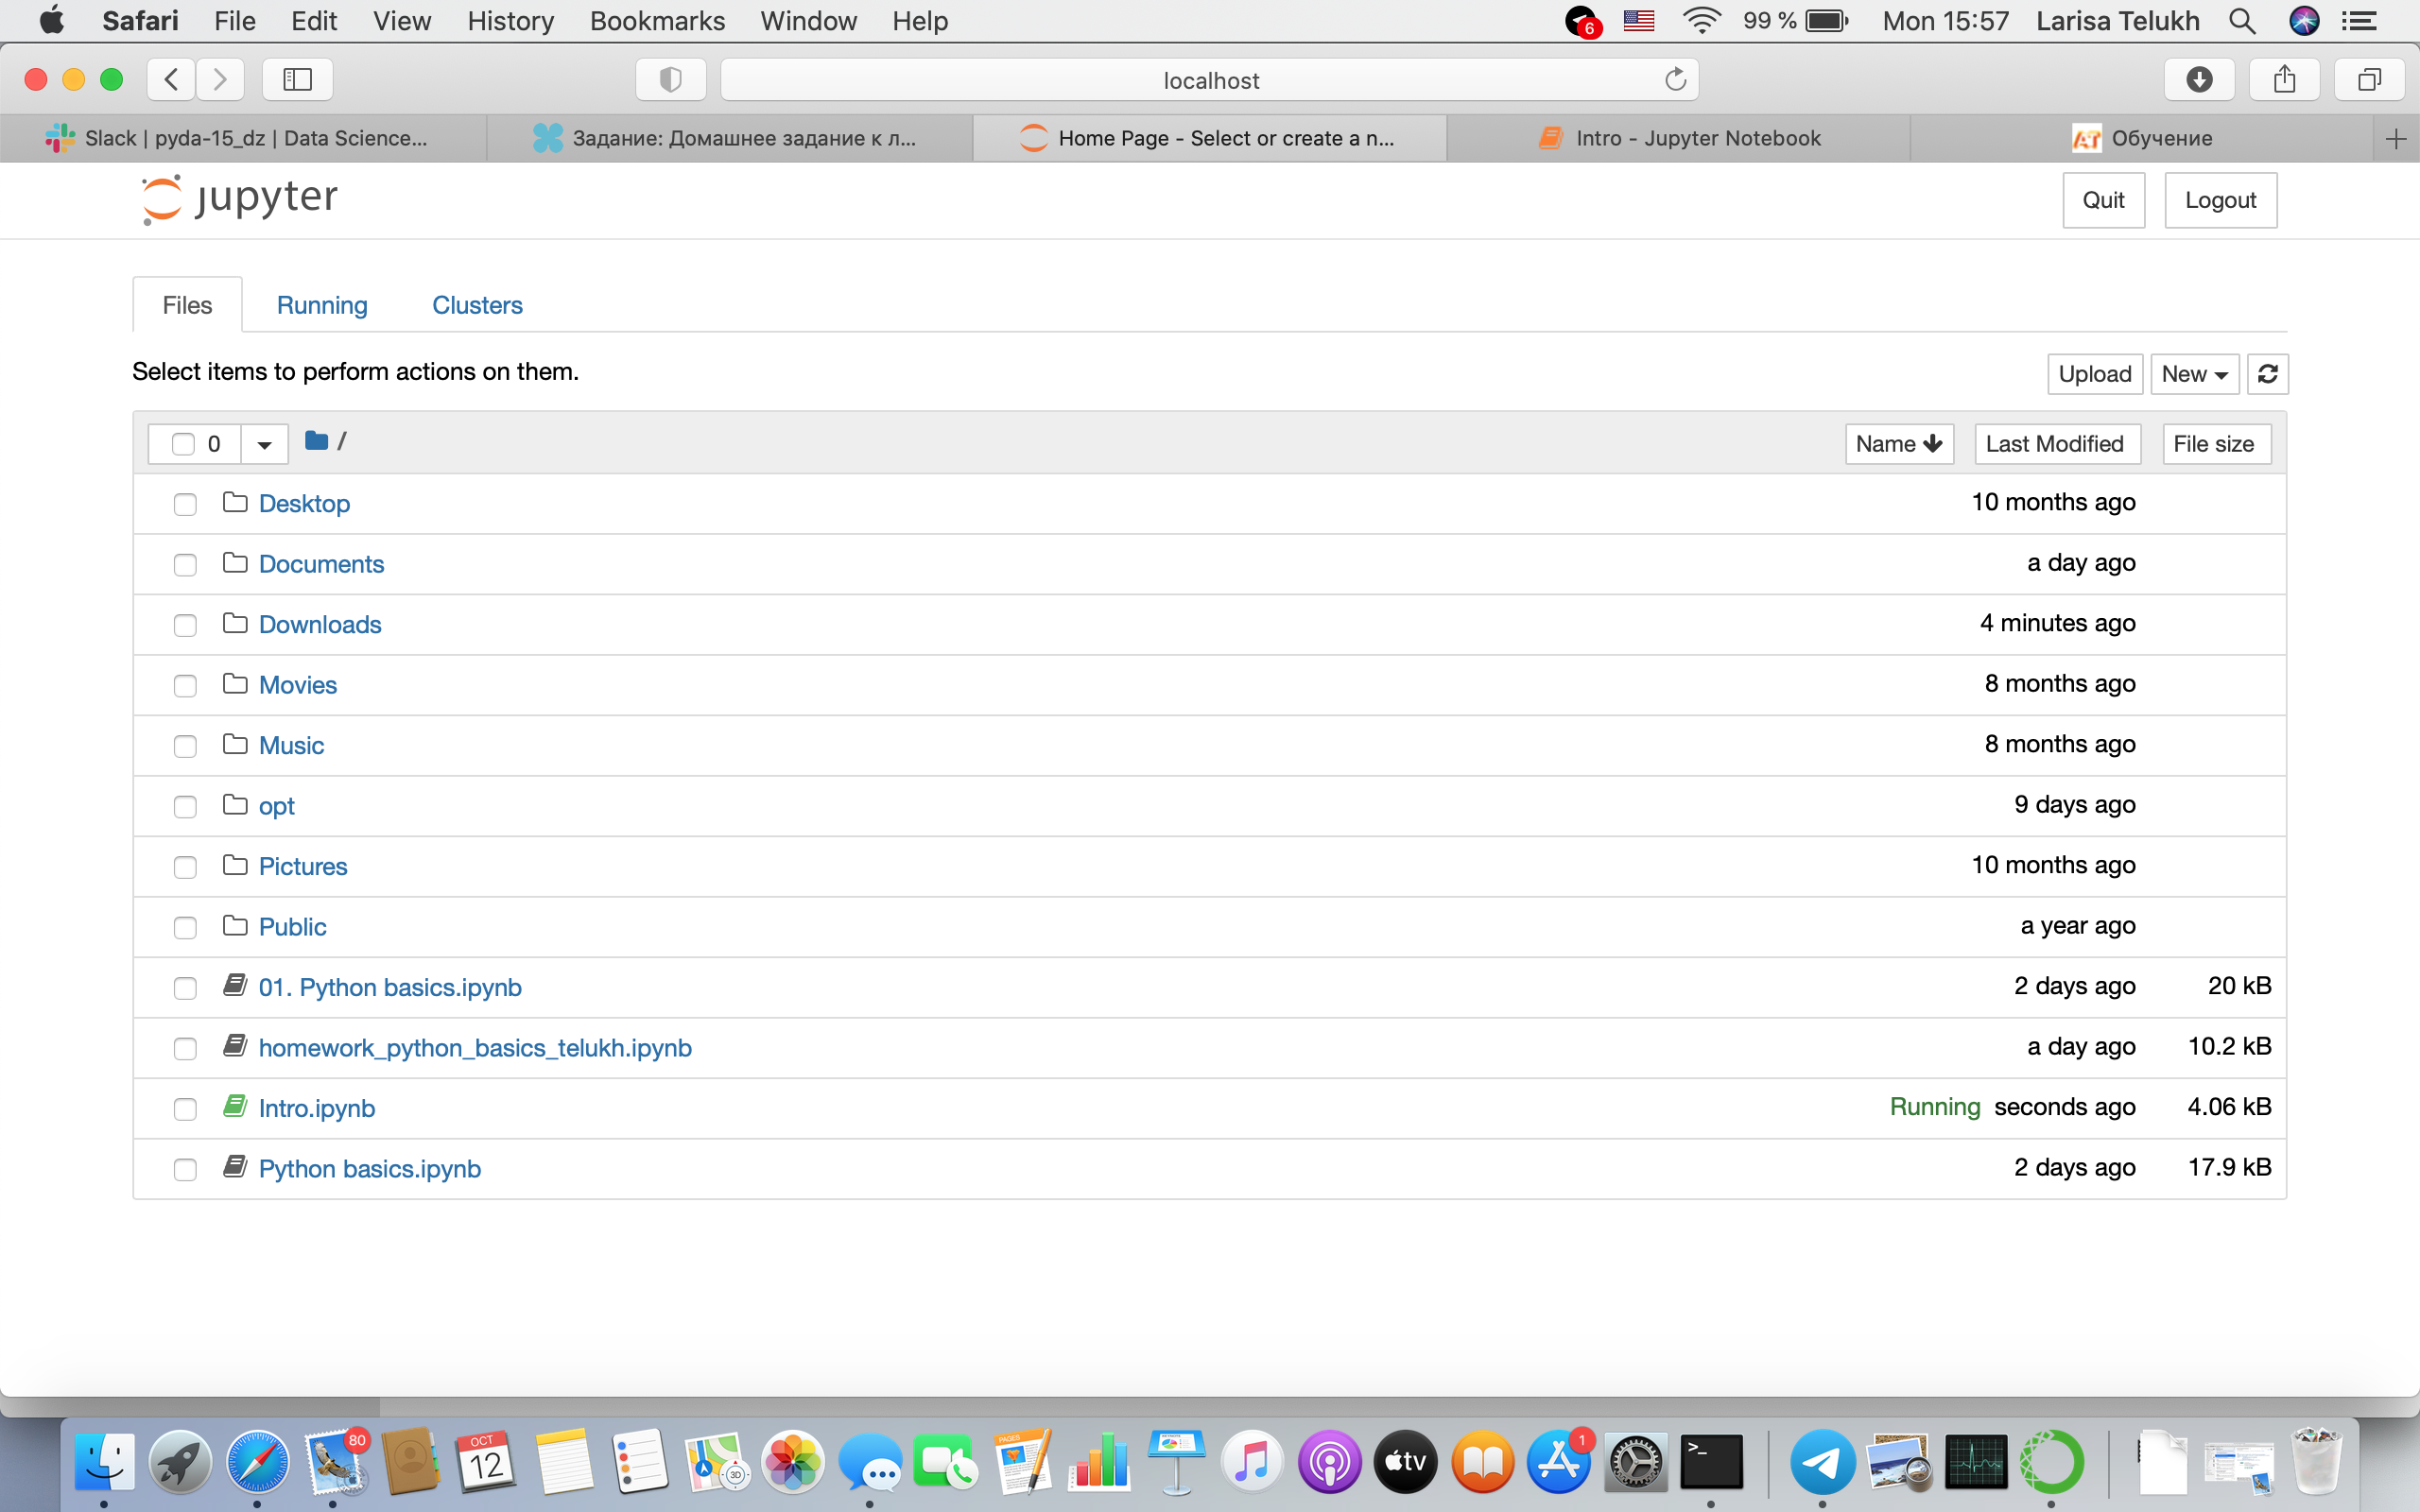 Safari File Edit View History Bookmarks Window Help 6 99 % Mon 15:57 Larisa Telukh
localhost
Slack | pyda-15_dz | Data Science... Задание: Домашнее задание к л... Home Page - Select or create a n... Intro - Jupyter Notebook Обучение
jupyter Quit Logout
Files Running Clusters
Select items to perform actions on them. Upload New
0 / Name Last Modified File size
Desktop 10 months ago
Documents a day ago
Downloads 4 minutes ago
Movies 8 months ago
Music 8 months ago
opt 9 days ago
Pictures 10 months ago
Public a year ago
01. Python basics.ipynb 2 days ago 20 kB
homework_python_basics_telukh.ipynb a day ago 10.2 kB
Intro.ipynb Running seconds ago 4.06 kB
Python basics.ipynb 2 days ago 17.9 kB
80 OCT 12 3D PAGES tv 1 >_